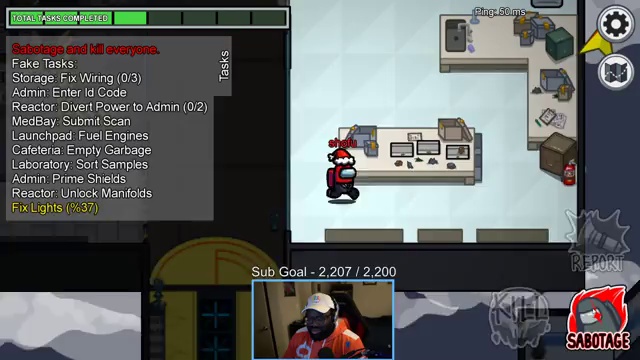 TOTAL TASKS COMPLETED
Ping: 50 ms
Sabotage and kill everyone.
Fake Tasks:
Storage: Fix Wiring (0/3)
Admin: Enter Id Code
Reactor: Divert Power to Admin (0/2)
MedBay: Submit Scan
Launchpad: Fuel Engines
Cafeteria: Empty Garbage
Laboratory: Sort Samples
Admin: Prime Shields
Reactor: Unlock Manifolds
Fix Lights (%37)
Tasks
shofu
REPORT
Sub Goal - 2,207 / 2,200
KILL
SABOTAGE